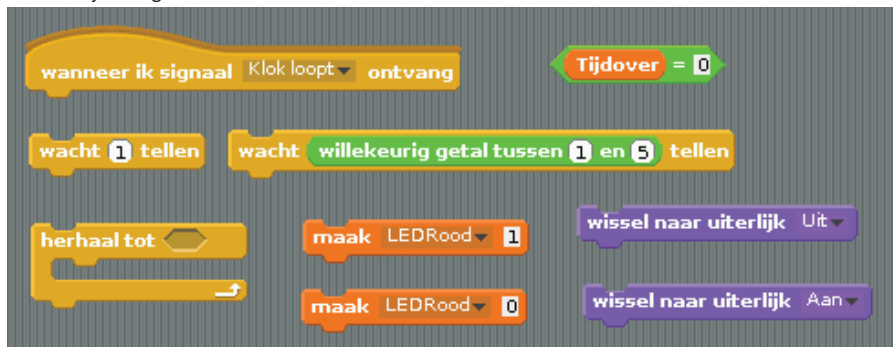 wanneer ik signaal Klok loopt ontvang
Tijdover = 0
wacht 1 tellen
wacht willekeurig getal tussen 1 en 5 tellen
herhaal tot
maak LEDRood 1
wissel naar uiterlijk Uit
maak LEDRood 0
wissel naar uiterlijk Aan